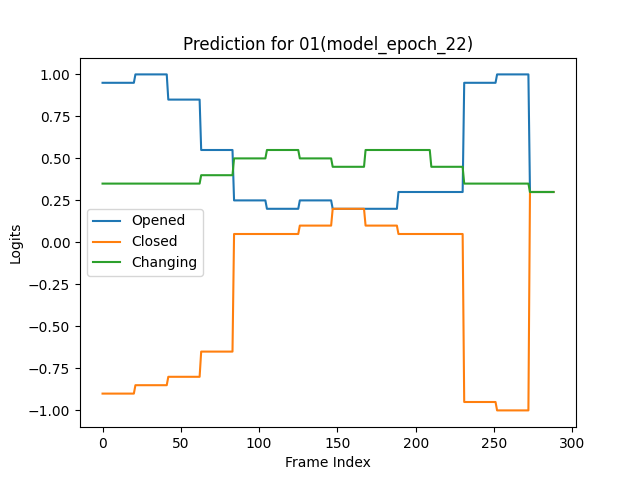 Prediction for 01(model_epoch_22)
1.00
0.75
0.50
0.25
0.00
−0.25
−0.50
−0.75
−1.00
Logits
Opened
Closed
Changing
0 50 100 150 200 250 300
Frame Index